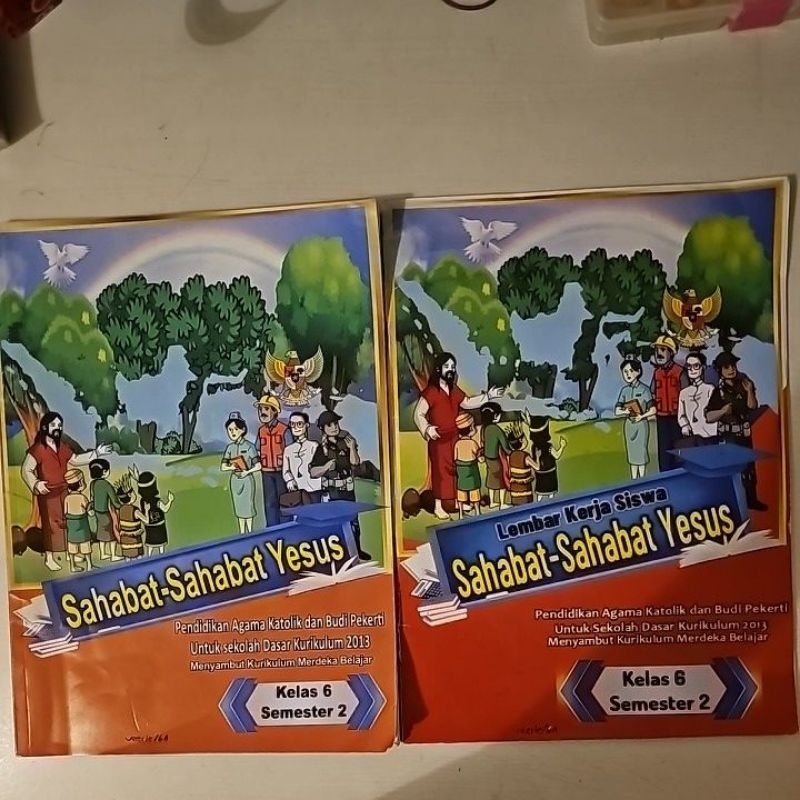 Sahabat-Sahabat Yesus
Pendidikan Agama Katolik dan Budi Pekerti
Untuk sekolah Dasar Kurikulum 2013
Menyambut Kurikulum Merdeka Belajar
Kelas 6
Semester 2
Lembar Kerja Siswa
Sahabat-Sahabat Yesus
Pendidikan Agama Katolik dan Budi Pekerti
Untuk Sekolah Dasar Kurikulum 2013
Menyambut Kurikulum Merdeka Belajar
Kelas 6
Semester 2